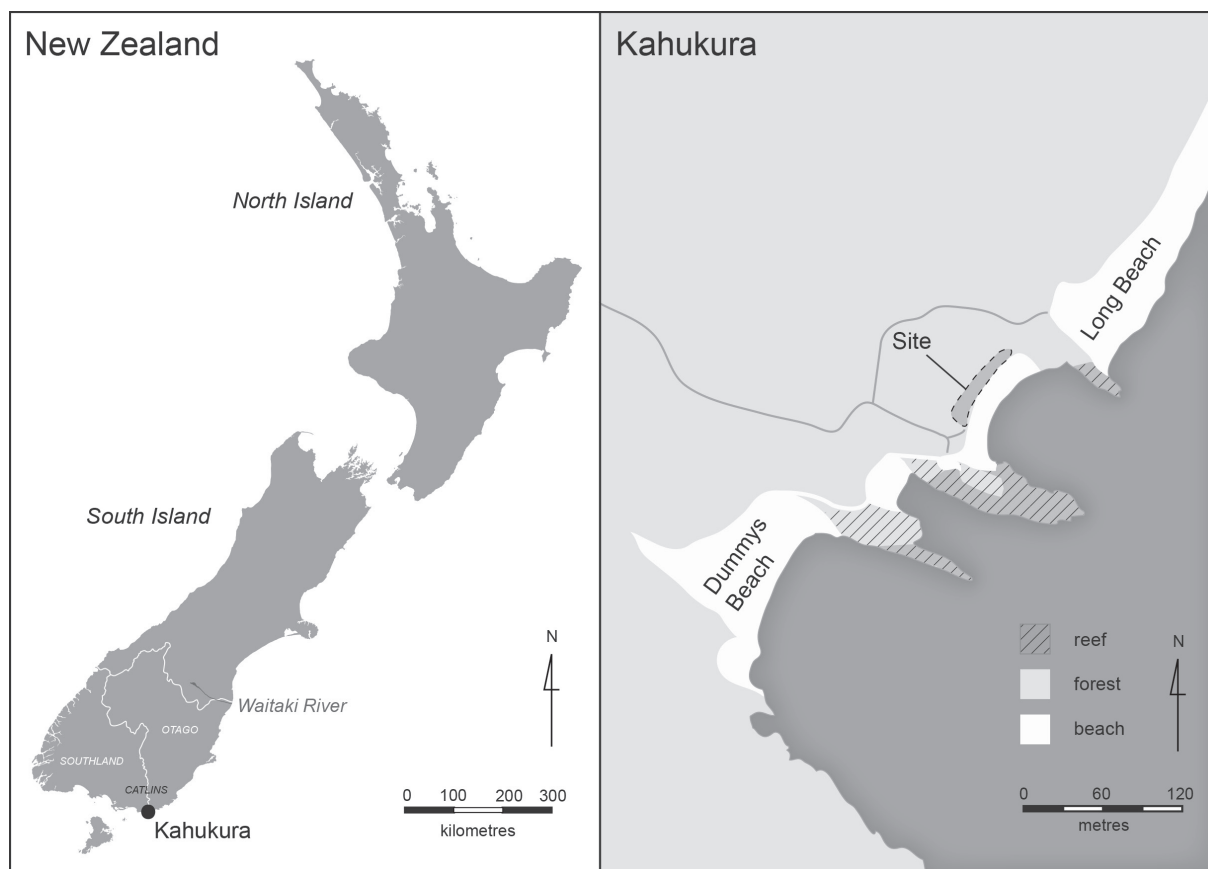 New Zealand
North Island
South Island
Waitaki River
OTAGO
SOUTHLAND
CATLINS
Kahukura
N
0 100 200 300
kilometres
Kahukura
Long Beach
Site
Dummys
Beach
reef
forest
beach
N
0 60 120
metres